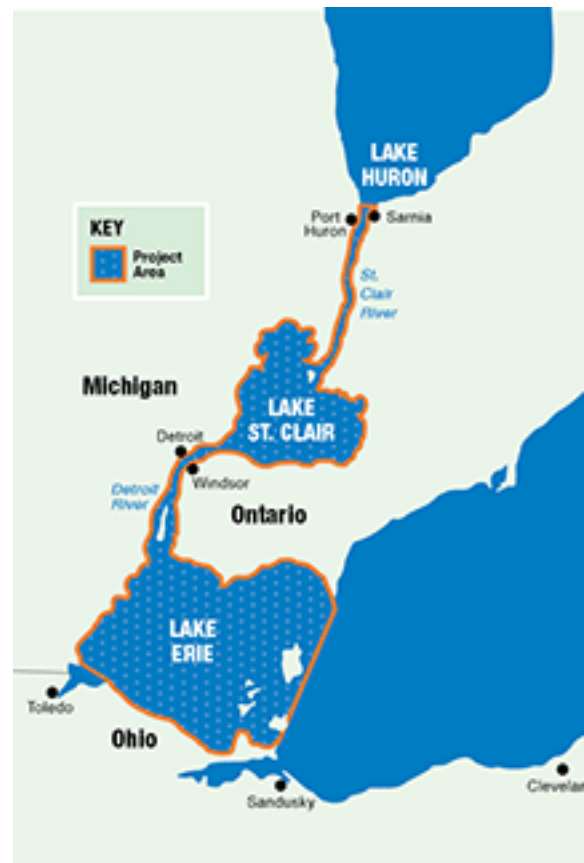 LAKE
HURON
Port
Huron
Sarnia
KEY
Project
Area
St.
Clair
River
Michigan
LAKE
ST. CLAIR
Detroit
Windsor
Detroit
River
Ontario
LAKE
ERIE
Toledo
Ohio
Sandusky
Clevelan